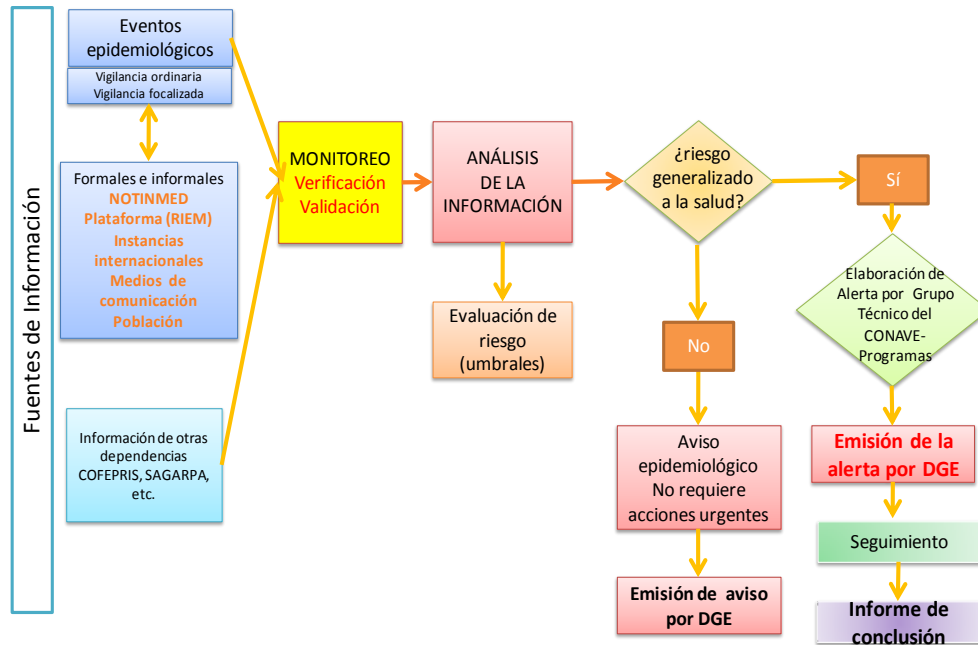 Fuentes de Información
Eventos
epidemiológicos
Vigilancia ordinaria
Vigilancia focalizada
Formales e informales
NOTINMED
Plataforma (RIEM)
Instancias
internacionales
Medios de
comunicación
Población
Información de otras
dependencias
COFEPRIS, SAGARPA,
etc.
MONITOREO
Verificación
Validación
ANÁLISIS
DE LA
INFORMACIÓN
Evaluación de
riesgo
(umbrales)
¿riesgo
generalizado
a la salud?
No
Aviso
epidemiológico
No requiere
acciones urgentes
Emisión de aviso
por DGE
Sí
Elaboración de
Alerta por Grupo
Técnico del
CONAVE-
Programas
Emisión de la
alerta por DGE
Seguimiento
Informe de
conclusión